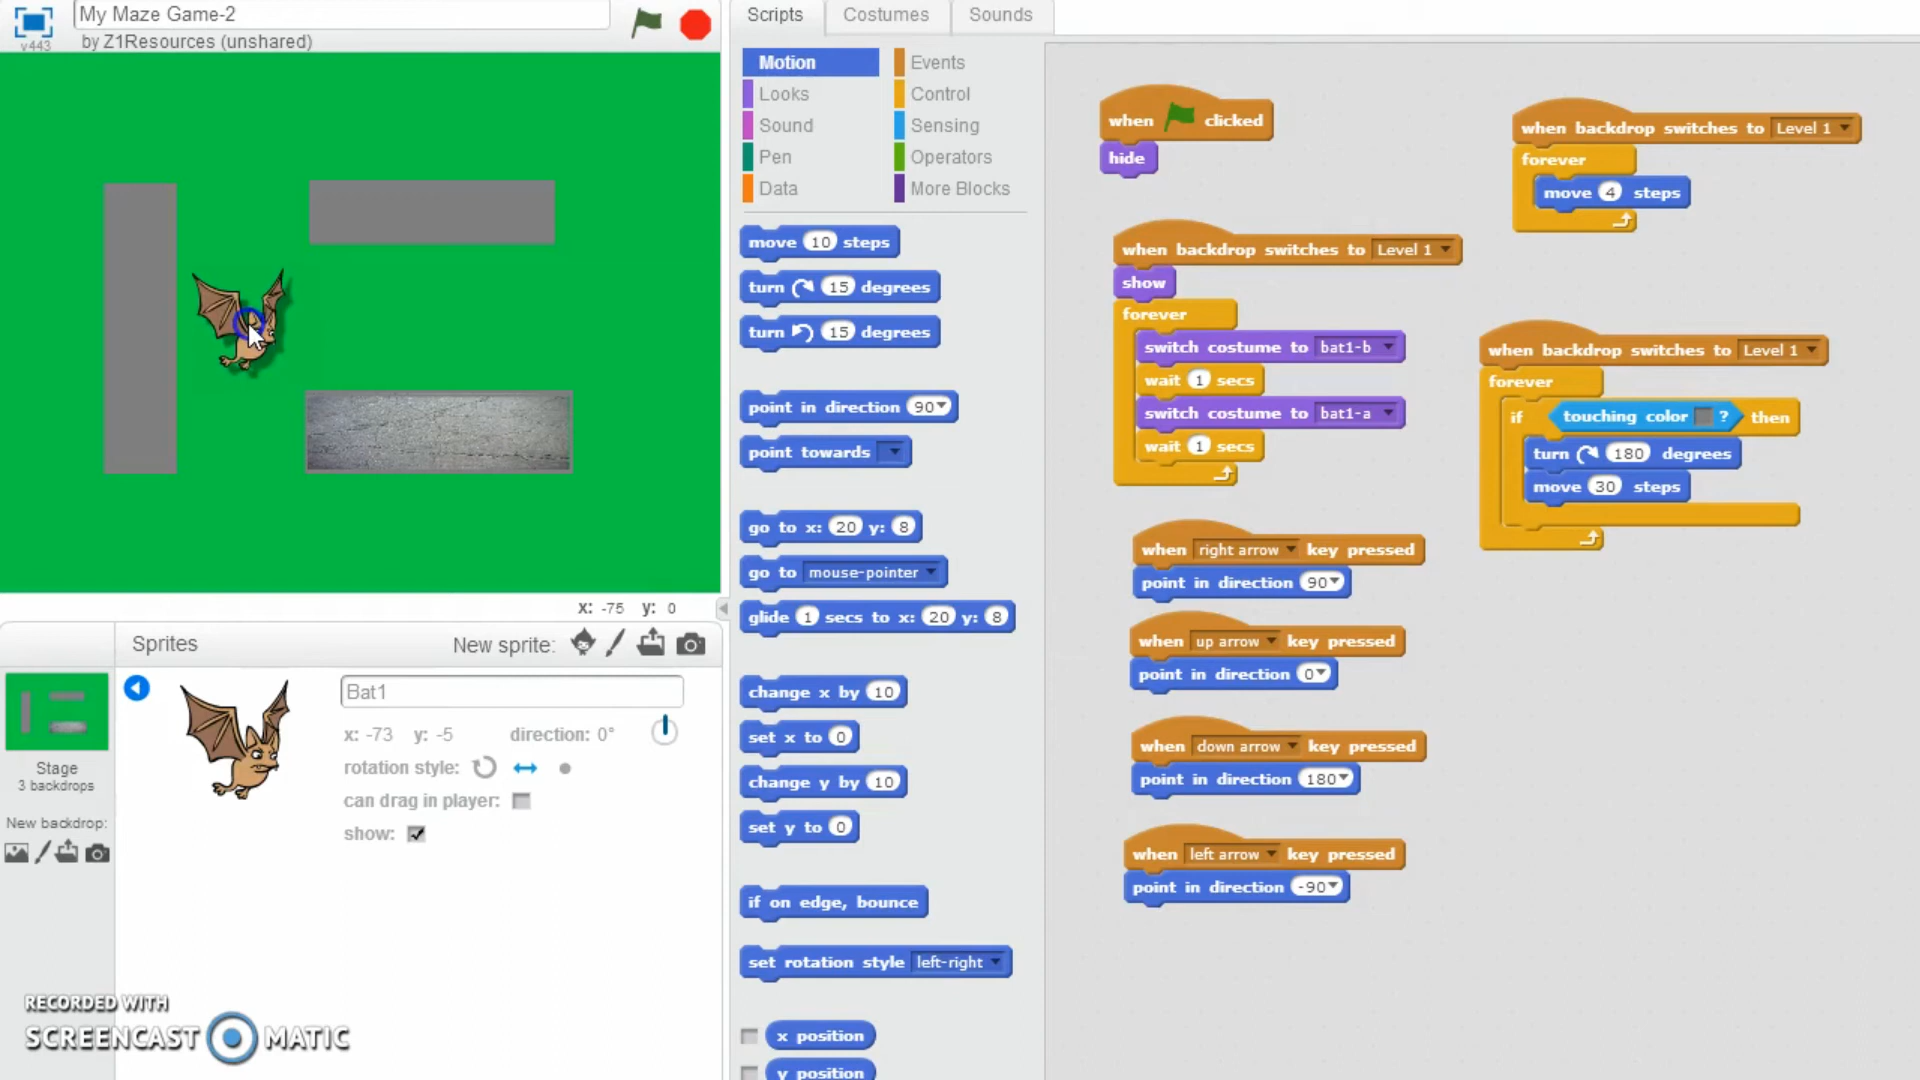 My Maze Game-2
by Z1Resources (unshared)
v443
Scripts
Costumes
Sounds
Motion
Looks
Sound
Pen
Data
Events
Control
Sensing
Operators
More Blocks
move 10 steps
turn 15 degrees
turn 15 degrees
point in direction 90
point towards
go to x: 20 y: 8
go to mouse-pointer
glide 1 secs to x: 20 y: 8
change x by 10
set x to 0
change y by 10
set y to 0
if on edge, bounce
set rotation style left-right
x position
y position
when clicked
hide
when backdrop switches to Level 1
show
forever
switch costume to bat1-b
wait 1 secs
switch costume to bat1-a
wait 1 secs
when right arrow key pressed
point in direction 90
when up arrow key pressed
point in direction 0
when down arrow key pressed
point in direction 180
when left arrow key pressed
point in direction -90
when backdrop switches to Level 1
forever
move 4 steps
when backdrop switches to Level 1
forever
if touching color ? then
turn 180 degrees
move 30 steps
x: -75 y: 0
Sprites
New sprite:
Stage
3 backdrops
New backdrop:
Bat1
x: -73 y: -5 direction: 0°
rotation style:
can drag in player:
show:
RECORDED WITH
SCREENCAST MATIC